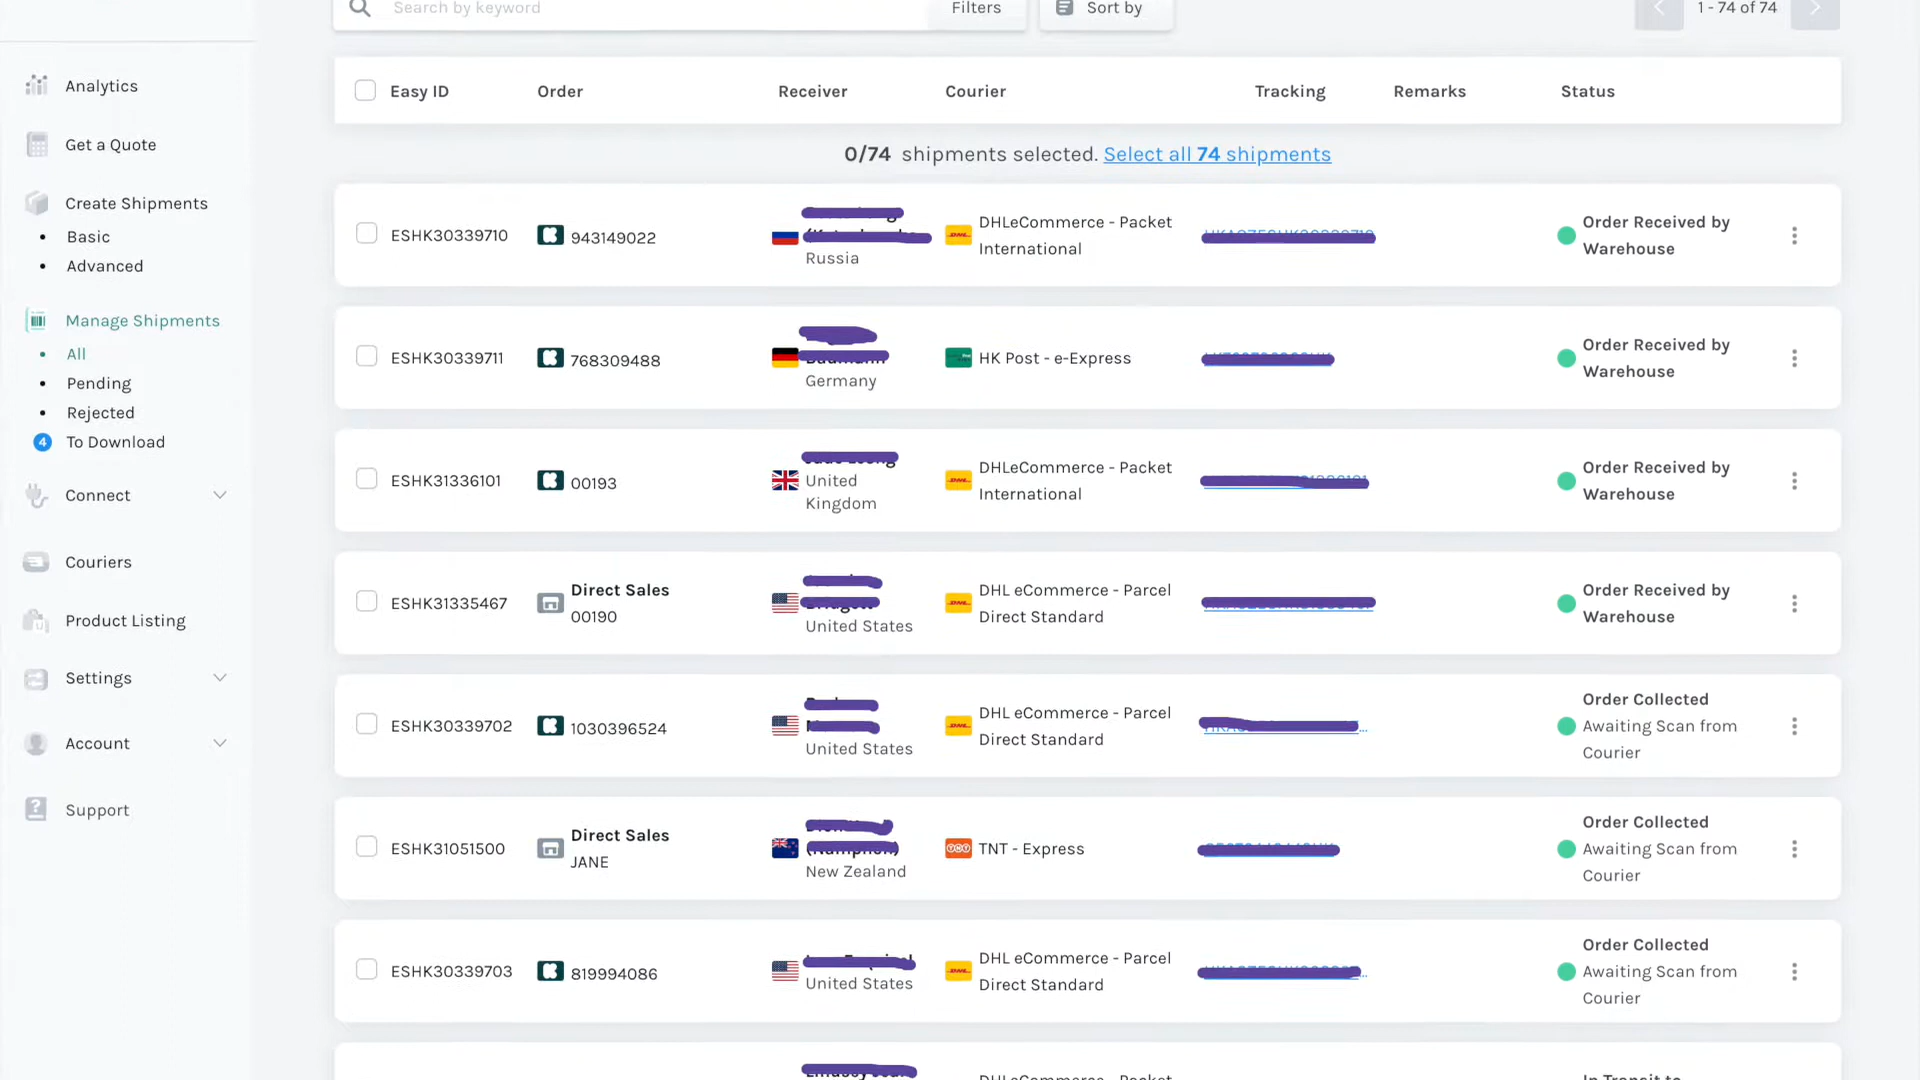 Search by keyword
Filters
Sort by
1 - 74 of 74
Analytics
Get a Quote
Create Shipments
Basic
Advanced
Manage Shipments
All
Pending
Rejected
4 To Download
Connect
Couriers
Product Listing
Settings
Account
Support
Easy ID Order Receiver Courier Tracking Remarks Status
0/74 shipments selected. Select all 74 shipments
ESHK30339710
943149022
Russia
DHLeCommerce - Packet
International
Order Received by
Warehouse
ESHK30339711
768309488
Germany
HK Post - e-Express
Order Received by
Warehouse
ESHK31336101
00193
United
Kingdom
DHLeCommerce - Packet
International
Order Received by
Warehouse
ESHK31335467
Direct Sales
00190
United States
DHL eCommerce - Parcel
Direct Standard
Order Received by
Warehouse
ESHK30339702
1030396524
United States
DHL eCommerce - Parcel
Direct Standard
Order Collected
Awaiting Scan from
Courier
ESHK31051500
Direct Sales
JANE
New Zealand
TNT - Express
Order Collected
Awaiting Scan from
Courier
ESHK30339703
819994086
United States
DHL eCommerce - Parcel
Direct Standard
Order Collected
Awaiting Scan from
Courier